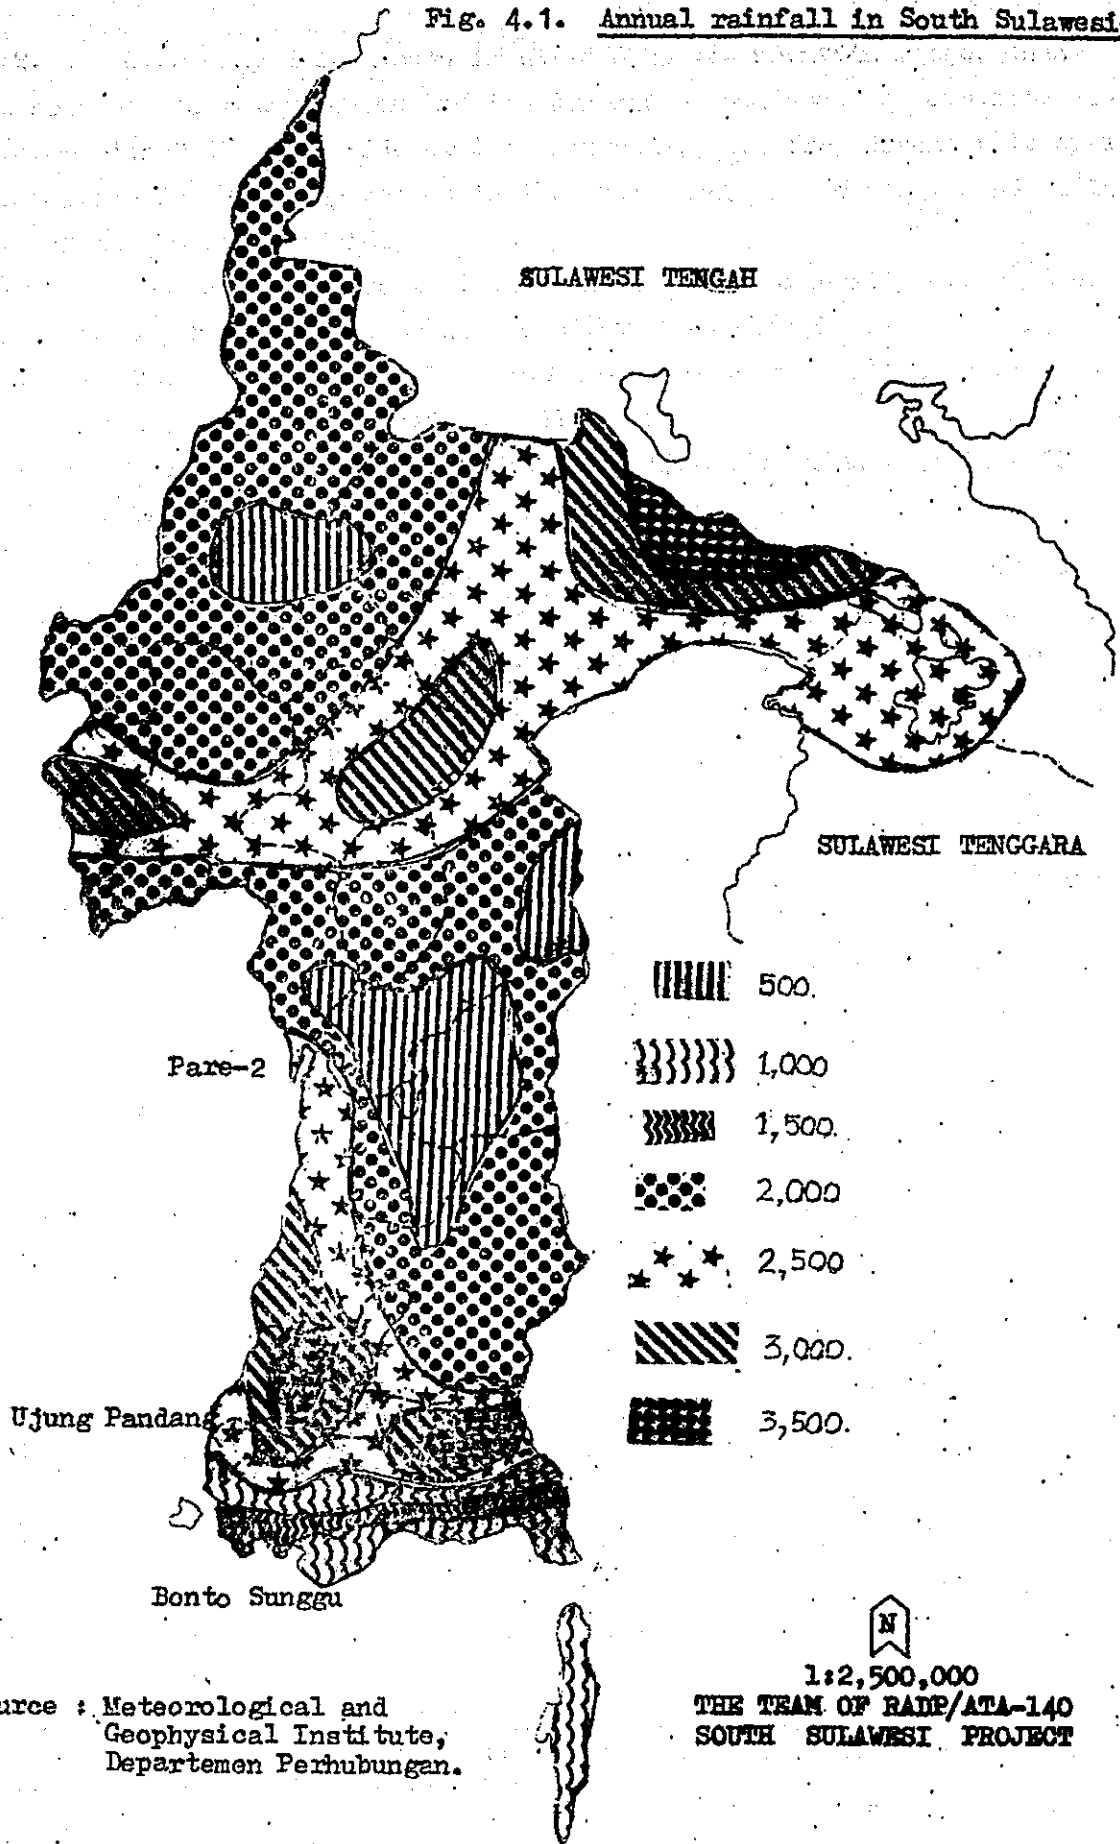 Fig. 4.1. Annual rainfall in South Sulawesi
SULAWESI TENGAH
SULAWESI TENGGARA
500.
1,000
1,500.
2,000
2,500
3,000.
3,500.
Pare-2
Ujung Pandang
Bonto Sunggu
N
1:2,500,000
THE TEAM OF RADP/ATA-140
SOUTH SULAWESI PROJECT
urce : Meteorological and
Geophysical Institute,
Departemen Perhubungan.